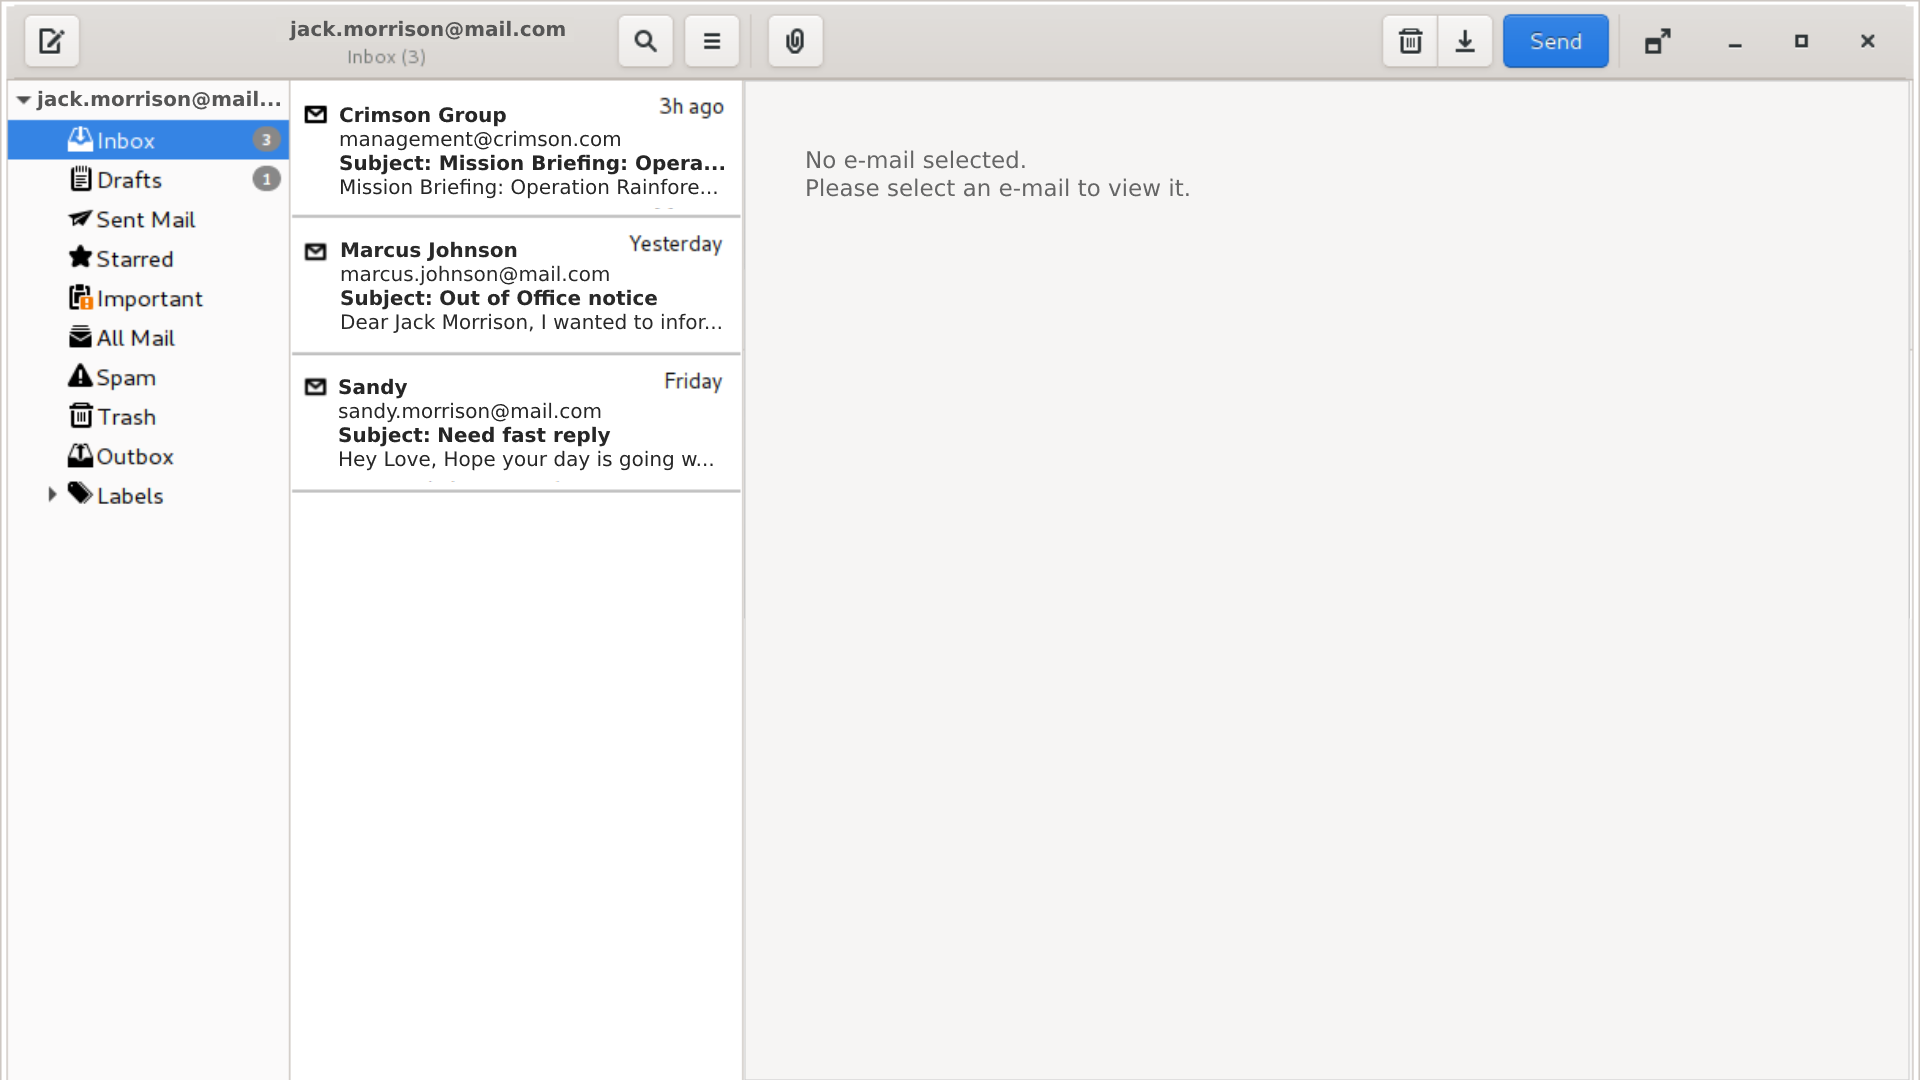 jack.morrison@mail.com
Inbox (3)
Send
jack.morrison@mail...
Inbox 3
Drafts 1
Sent Mail
Starred
Important
All Mail
Spam
Trash
Outbox
Labels
Crimson Group 3h ago
management@crimson.com
Subject: Mission Briefing: Opera...
Mission Briefing: Operation Rainfore...
Marcus Johnson Yesterday
marcus.johnson@mail.com
Subject: Out of Office notice
Dear Jack Morrison, I wanted to infor...
Sandy Friday
sandy.morrison@mail.com
Subject: Need fast reply
Hey Love, Hope your day is going w...
No e-mail selected.
Please select an e-mail to view it.